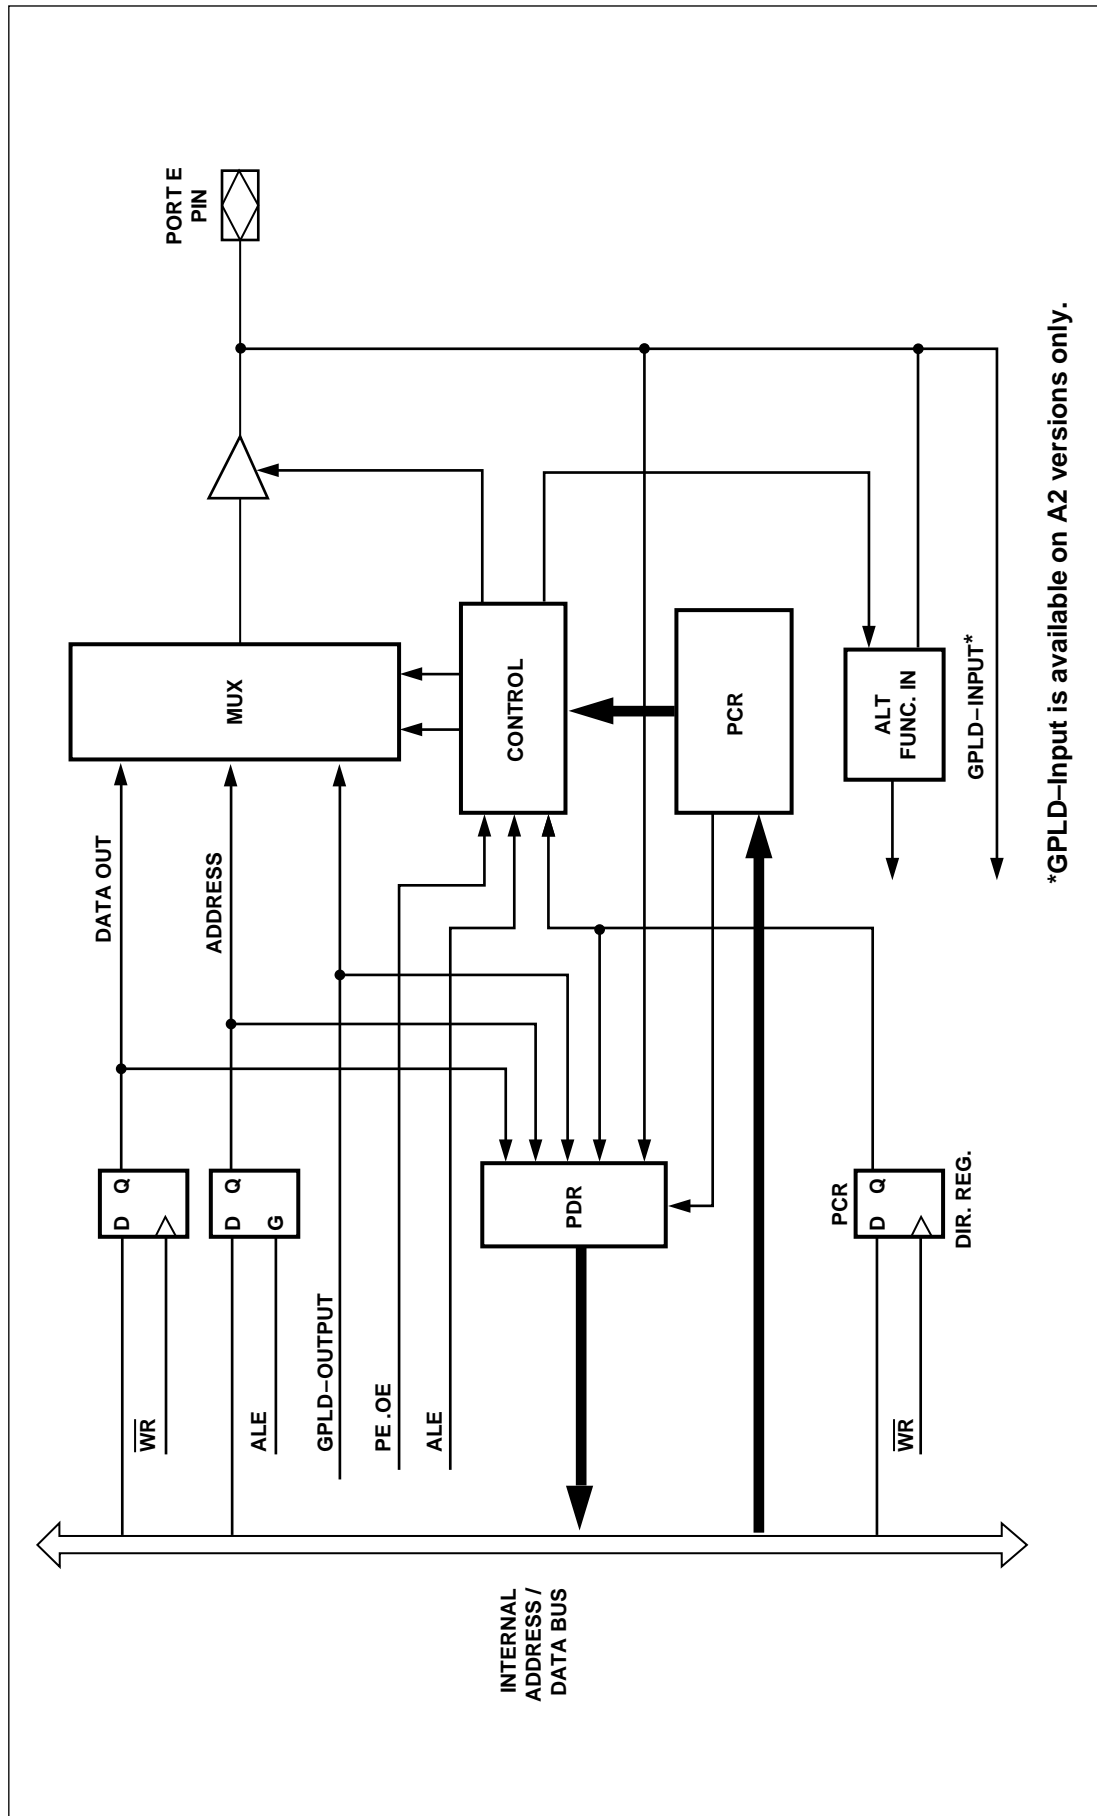 PORT E
PIN
DATA OUT
ADDRESS
MUX
D Q
WR
D Q
G
ALE
GPLD–OUTPUT
PE .OE
ALE
CONTROL
PDR
PCR
ALT
FUNC. IN
GPLD–INPUT*
PCR
D Q
DIR. REG.
WR
INTERNAL
ADDRESS /
DATA BUS
*GPLD–Input is available on A2 versions only.